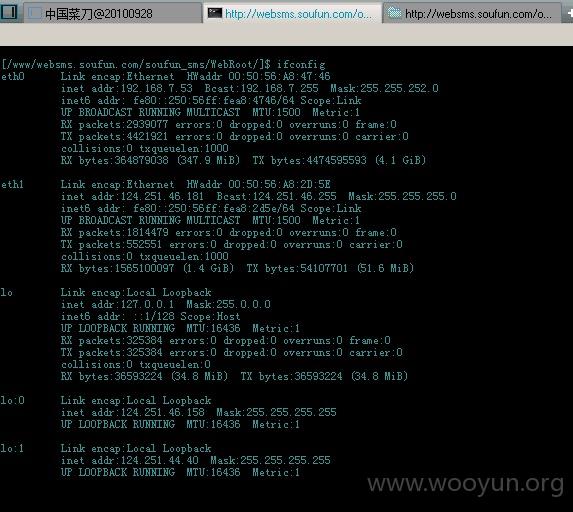 中国菜刀@20100928
http://websms.soufun.com/o...
http://websms.soufun.com/o...
[/www/websms.soufun.com/soufun_sms/WebRoot/]$ ifconfig
eth0 Link encap:Ethernet HWaddr 00:50:56:A8:47:46
inet addr:192.168.7.53 Bcast:192.168.7.255 Mask:255.255.252.0
inet6 addr: fe80::250:56ff:fea8:4746/64 Scope:Link
UP BROADCAST RUNNING MULTICAST MTU:1500 Metric:1
RX packets:2939077 errors:0 dropped:0 overruns:0 frame:0
TX packets:4421921 errors:0 dropped:0 overruns:0 carrier:0
collisions:0 txqueuelen:1000
RX bytes:364879038 (347.9 MiB) TX bytes:4474595593 (4.1 GiB)
eth1 Link encap:Ethernet HWaddr 00:50:56:A8:2D:5E
inet addr:124.251.46.181 Bcast:124.251.46.255 Mask:255.255.255.0
inet6 addr: fe80::250:56ff:fea8:2d5e/64 Scope:Link
UP BROADCAST RUNNING MULTICAST MTU:1500 Metric:1
RX packets:1814479 errors:0 dropped:0 overruns:0 frame:0
TX packets:552551 errors:0 dropped:0 overruns:0 carrier:0
collisions:0 txqueuelen:1000
RX bytes:1565100097 (1.4 GiB) TX bytes:54107701 (51.6 MiB)
lo Link encap:Local Loopback
inet addr:127.0.0.1 Mask:255.0.0.0
inet6 addr: ::1/128 Scope:Host
UP LOOPBACK RUNNING MTU:16436 Metric:1
RX packets:325384 errors:0 dropped:0 overruns:0 frame:0
TX packets:325384 errors:0 dropped:0 overruns:0 carrier:0
collisions:0 txqueuelen:0
RX bytes:36593224 (34.8 MiB) TX bytes:36593224 (34.8 MiB)
lo:0 Link encap:Local Loopback
inet addr:124.251.46.158 Mask:255.255.255.255
UP LOOPBACK RUNNING MTU:16436 Metric:1
lo:1 Link encap:Local Loopback
inet addr:124.251.44.40 Mask:255.255.255.255
UP LOOPBACK RUNNING MTU:16436 Metric:1
www.wooyun.org